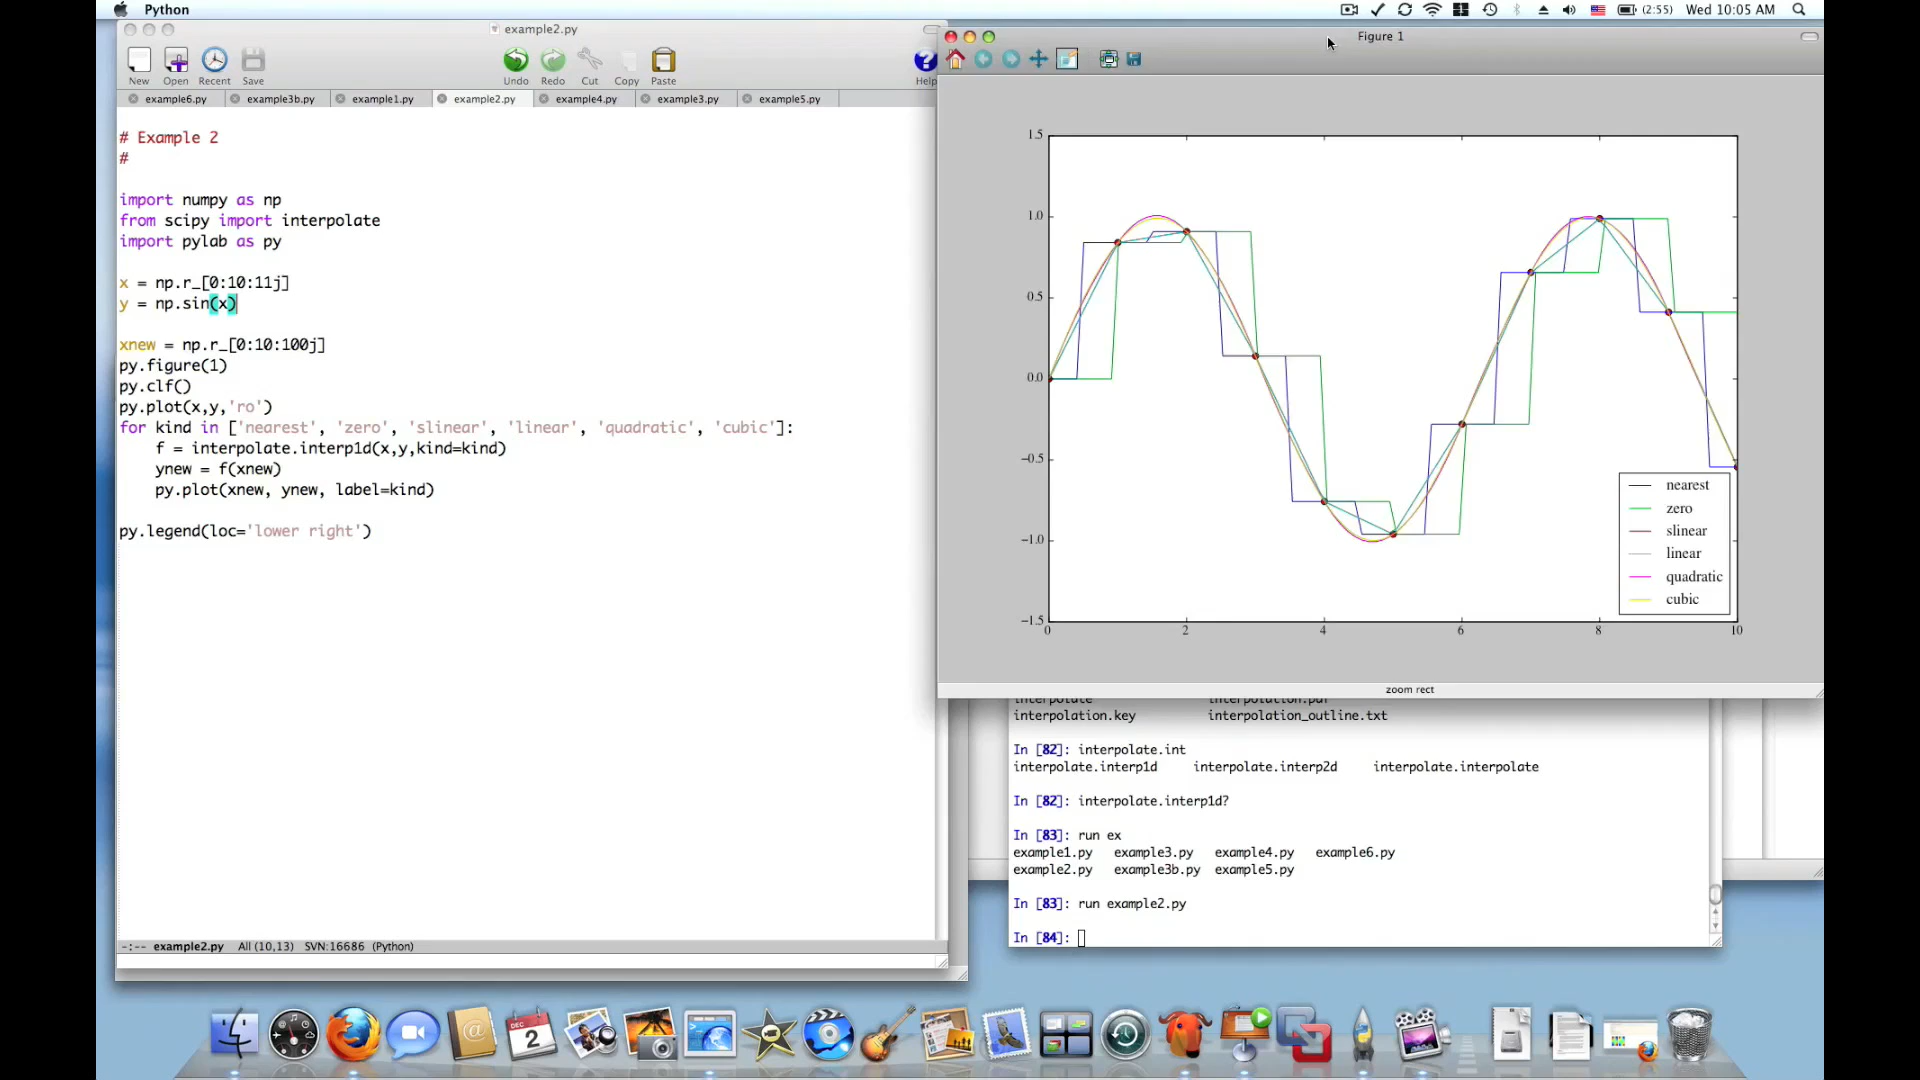 Python
(2:55) Wed 10:05 AM
example2.py
New Open Recent Save Undo Redo Cut Copy Paste Help
example6.py example3b.py example1.py example2.py example4.py example3.py example5.py
# Example 2
#
import numpy as np
from scipy import interpolate
import pylab as py
x = np.r_[0:10:11j]
y = np.sin(x)
xnew = np.r_[0:10:100j]
py.figure(1)
py.clf()
py.plot(x,y,'ro')
for kind in ['nearest', 'zero', 'slinear', 'linear', 'quadratic', 'cubic']:
    f = interpolate.interp1d(x,y,kind=kind)
    ynew = f(xnew)
    py.plot(xnew, ynew, label=kind)
py.legend(loc='lower right')
-:-- example2.py All (10,13) SVN:16686 (Python)
Figure 1
1.5
1.0
0.5
0.0
−0.5
−1.0
−1.5
0 2 4 6 8 10
nearest
zero
slinear
linear
quadratic
cubic
zoom rect
interpolate interpolation.pdf
interpolation.key interpolation_outline.txt
In [82]: interpolate.int
interpolate.interp1d interpolate.interp2d interpolate.interpolate
In [82]: interpolate.interp1d?
In [83]: run ex
example1.py example3.py example4.py example6.py
example2.py example3b.py example5.py
In [83]: run example2.py
In [84]:
DEC
2